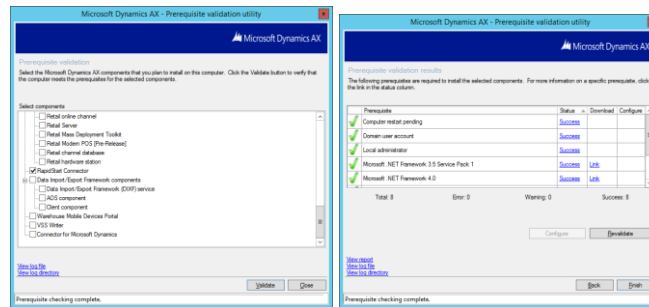 Microsoft Dynamics AX - Prerequisite validation utility
Microsoft Dynamics AX
Prerequisite validation
Select the Microsoft Dynamics AX components that you plan to install on this computer. Click the Validate button to verify that
the computer meets the prerequisites for the selected components.
Select components
Retail online channel
Retail Server
Retail Mass Deployment Toolkit
Retail Modern POS [Pre-Release]
Retail channel database
Retail hardware station
RapidStart Connector
Data Import/Export Framework components
Data Import/Export Framework (DIXF) service
AOS component
Client component
Warehouse Mobile Devices Portal
VSS Writer
Connector for Microsoft Dynamics
View log file
View log directory
Validate Close
Prerequisite checking complete.
Microsoft Dynamics AX - Prerequisite validation utility
Microsoft Dynamics AX
Prerequisite validation results
The following prerequisites are required to install the selected components. For more information on a specific prerequisite, click
the link in the status column.
Prerequisite Status Download Configure
Computer restart pending Success
Domain user account Success
Local administrator Success
Microsoft .NET Framework 3.5 Service Pack 1 Success Link
Microsoft .NET Framework 4.0 Success Link
Total: 8 Error: 0 Warning: 0 Success: 8
Configure Revalidate
View report
View log file
View log directory
Back Finish
Prerequisite checking complete.